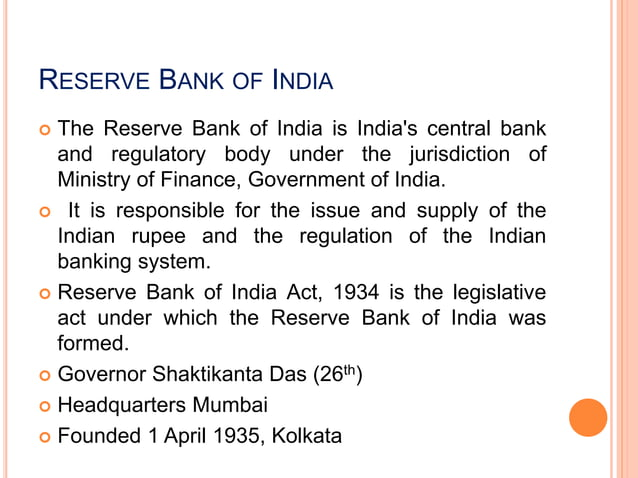 RESERVE BANK OF INDIA
The Reserve Bank of India is India's central bank
and regulatory body under the jurisdiction of
Ministry of Finance, Government of India.
It is responsible for the issue and supply of the
Indian rupee and the regulation of the Indian
banking system.
Reserve Bank of India Act, 1934 is the legislative
act under which the Reserve Bank of India was
formed.
Governor Shaktikanta Das (26th)
Headquarters Mumbai
Founded 1 April 1935, Kolkata